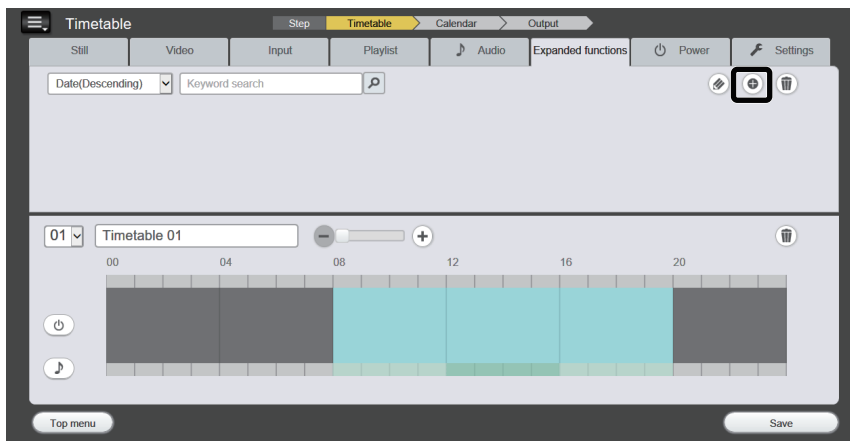 Timetable Step Timetable Calendar Output
Still Video Input Playlist Audio Expanded functions Power Settings
Date(Descending) Keyword search
01 Timetable 01
00 04 08 12 16 20
Top menu Save